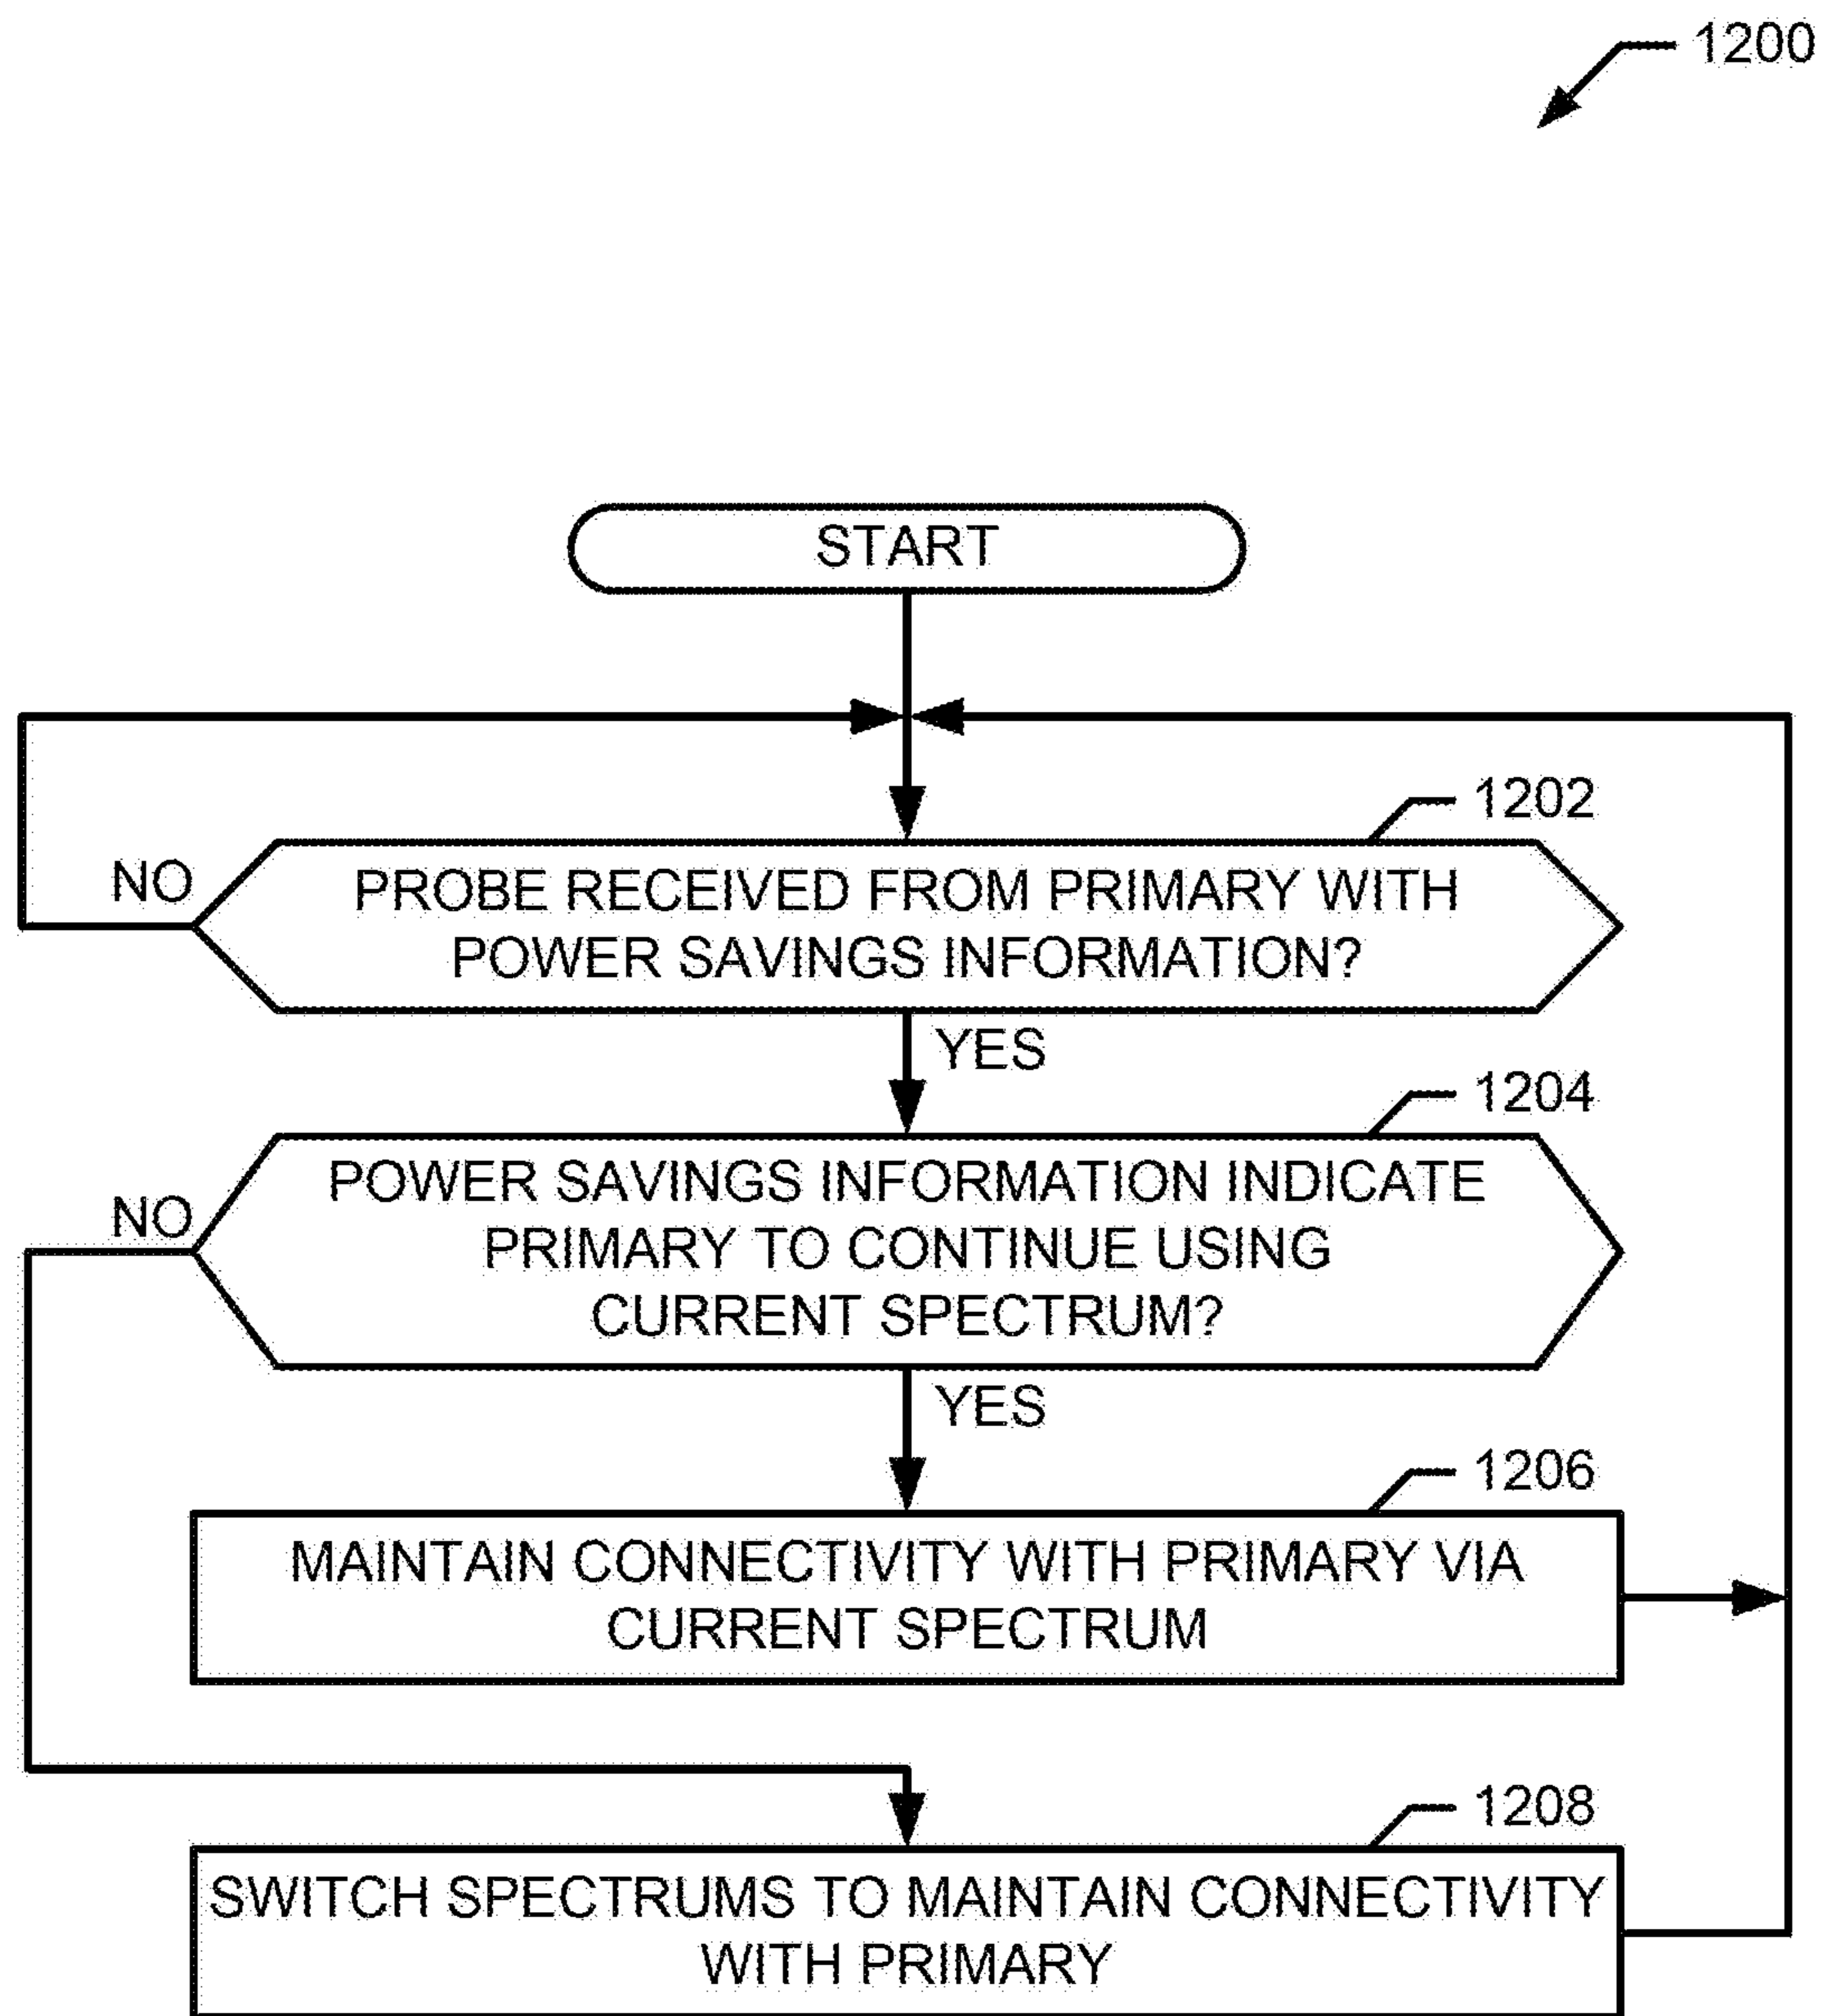 1200
START
1202
NO
PROBE RECEIVED FROM PRIMARY WITH
POWER SAVINGS INFORMATION?
YES
1204
NO
POWER SAVINGS INFORMATION INDICATE
PRIMARY TO CONTINUE USING
CURRENT SPECTRUM?
YES
1206
MAINTAIN CONNECTIVITY WITH PRIMARY VIA
CURRENT SPECTRUM
1208
SWITCH SPECTRUMS TO MAINTAIN CONNECTIVITY
WITH PRIMARY